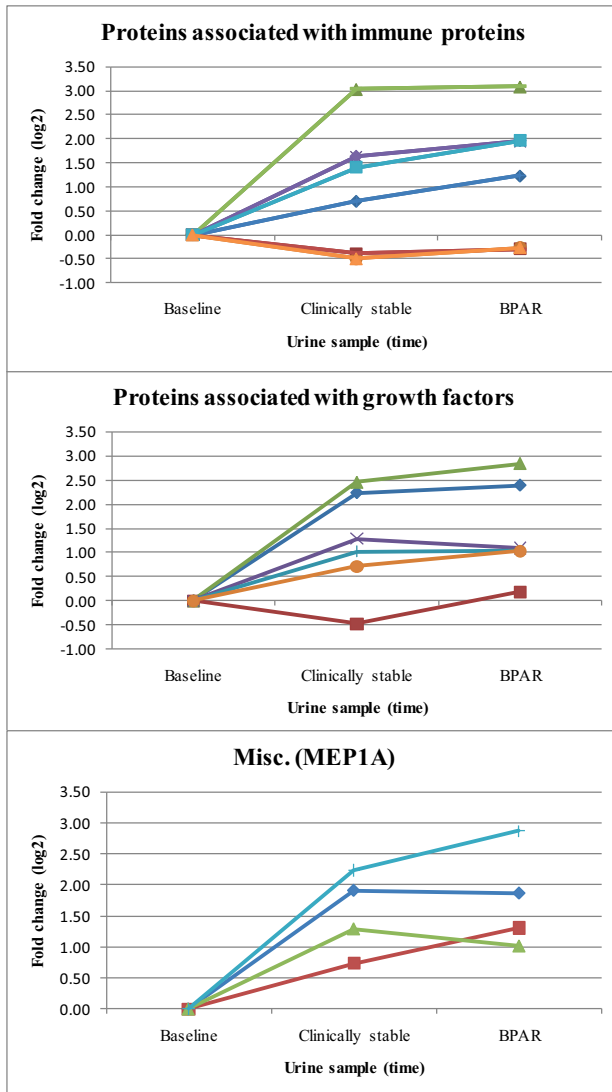 Proteins associated with immune proteins
Fold change (log2)
3.50
3.00
2.50
2.00
1.50
1.00
0.50
0.00
-0.50
-1.00
Baseline Clinically stable BPAR
Urine sample (time)
Proteins associated with growth factors
Fold change (log2)
3.50
3.00
2.50
2.00
1.50
1.00
0.50
0.00
-0.50
-1.00
Baseline Clinically stable BPAR
Urine sample (time)
Misc. (MEP1A)
Fold change (log2)
3.50
3.00
2.50
2.00
1.50
1.00
0.50
0.00
Baseline Clinically stable BPAR
Urine sample (time)